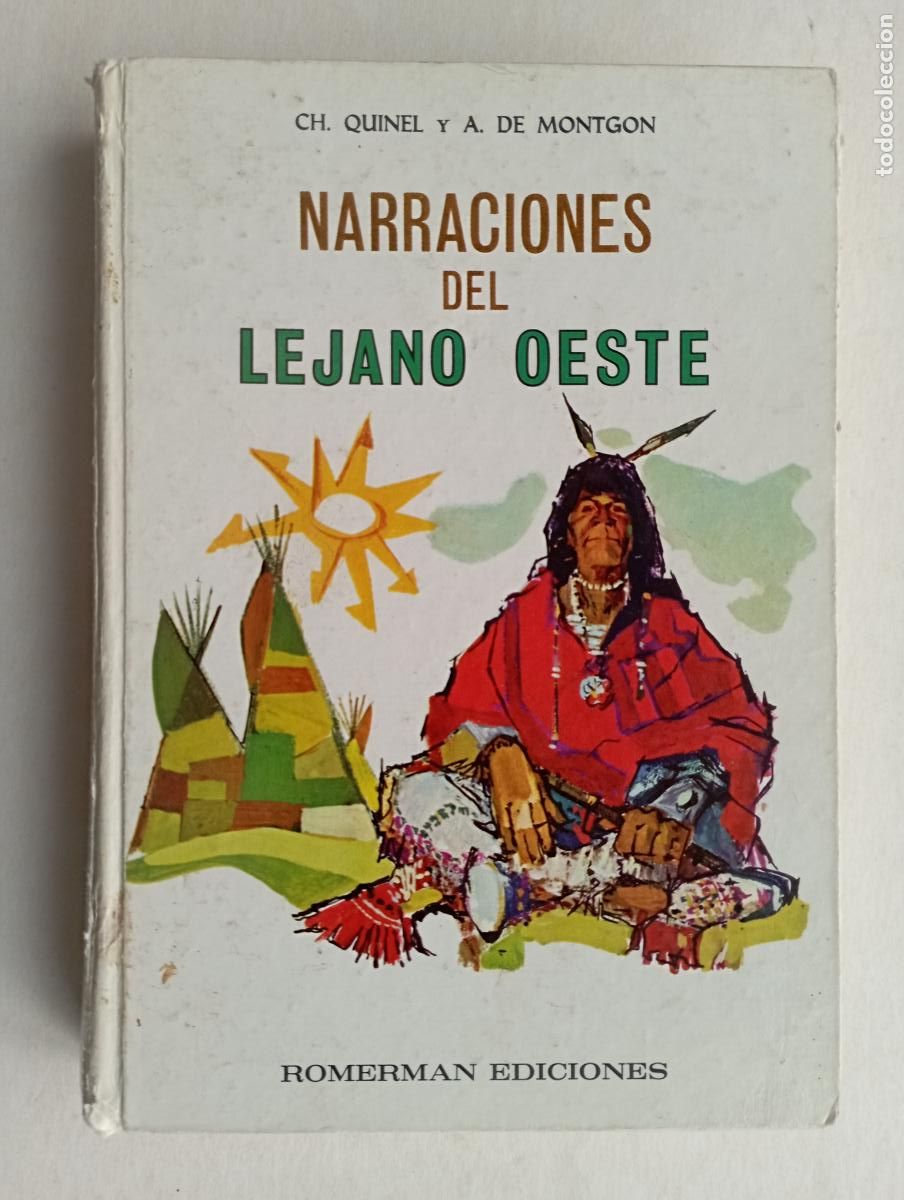 CH. QUINEL Y A. DE MONTGON
NARRACIONES
DEL
LEJANO OESTE
ROMERMAN EDICIONES
todocoleccion